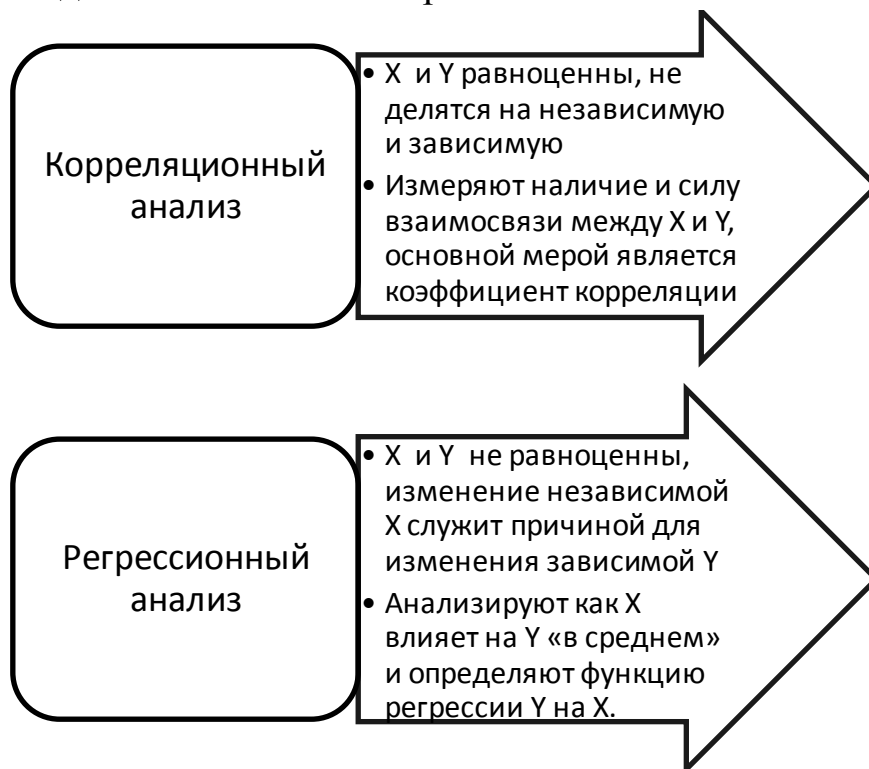 Корреляционный
анализ
• X и Y равноценны, не
делятся на независимую
и зависимую
• Измеряют наличие и силу
взаимосвязи между X и Y,
основной мерой является
коэффициент корреляции
Регрессионный
анализ
• X и Y не равноценны,
изменение независимой
X служит причиной для
изменения зависимой Y
• Анализируют как X
влияет на Y «в среднем»
и определяют функцию
регрессии Y на X.